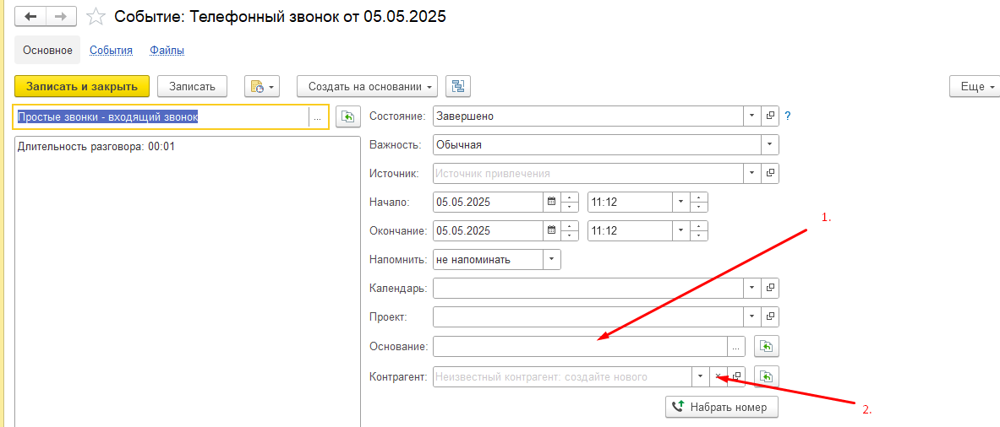 Событие: Телефонный звонок от 05.05.2025
Основное События Файлы
Записать и закрыть Записать Создать на основании Еще
Простые звонки - входящий звонок ...
Длительность разговора: 00:01
Состояние: Завершено ?
Важность: Обычная
Источник: Источник привлечения
Начало: 05.05.2025 11:12
1.
Окончание: 05.05.2025 11:12
Напомнить: не напоминать
Календарь:
Проект:
Основание: ...
Контрагент: Неизвестный контрагент: создайте нового
Набрать номер
2.